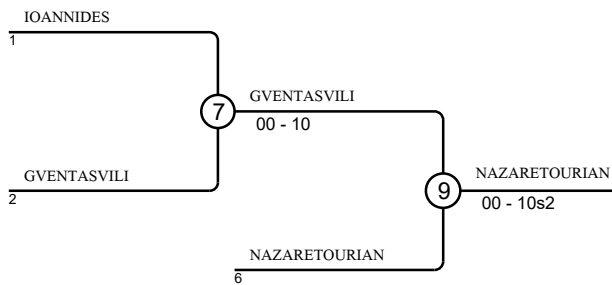 IOANNIDES
1
7
GVENTASVILI
00 - 10
GVENTASVILI
2
9
NAZARETOURIAN
00 - 10s2
NAZARETOURIAN
6